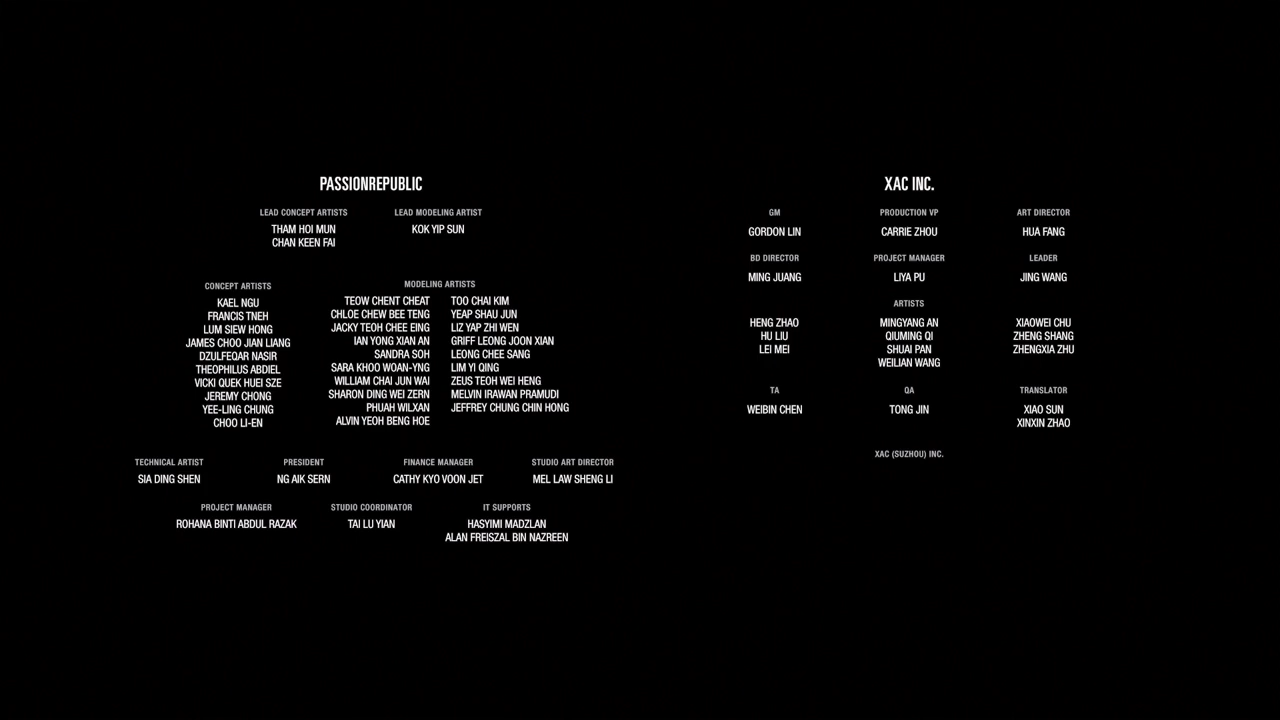 PASSIONREPUBLIC
LEAD CONCEPT ARTISTS
THAM HOI MUN
CHAN KEEN FAI
LEAD MODELING ARTIST
KOK YIP SUN
CONCEPT ARTISTS
KAEL NGU
FRANCIS TNEH
LUM SIEW HONG
JAMES CHOO JIAN LIANG
DZULFEQAR NASIR
THEOPHILUS ABDIEL
VICKI QUEK HUEI SZE
JEREMY CHONG
YEE-LING CHUNG
CHOO LI-EN
MODELING ARTISTS
TEOW CHENT CHEAT
CHLOE CHEW BEE TENG
JACKY TEOH CHEE EING
IAN YONG XIAN AN
SANDRA SOH
SARA KHOO WOAN-YNG
WILLIAM CHAI JUN WAI
SHARON DING WEI ZERN
PHUAH WILXAN
ALVIN YEOH BENG HOE
TOO CHAI KIM
YEAP SHAU JUN
LIZ YAP ZHI WEN
GRIFF LEONG JOON XIAN
LEONG CHEE SANG
LIM YI QING
ZEUS TEOH WEI HENG
MELVIN IRAWAN PRAMUDI
JEFFREY CHUNG CHIN HONG
TECHNICAL ARTIST
SIA DING SHEN
PRESIDENT
NG AIK SERN
FINANCE MANAGER
CATHY KYO VOON JET
STUDIO ART DIRECTOR
MEL LAW SHENG LI
PROJECT MANAGER
ROHANA BINTI ABDUL RAZAK
STUDIO COORDINATOR
TAI LU YIAN
IT SUPPORTS
HASYIMI MADZLAN
ALAN FREISZAL BIN NAZREEN
XAC INC.
GM
GORDON LIN
PRODUCTION VP
CARRIE ZHOU
ART DIRECTOR
HUA FANG
BD DIRECTOR
MING JUANG
PROJECT MANAGER
LIYA PU
LEADER
JING WANG
ARTISTS
HENG ZHAO
HU LIU
LEI MEI
MINGYANG AN
QIUMING QI
SHUAI PAN
WEILIAN WANG
XIAOWEI CHU
ZHENG SHANG
ZHENGXIA ZHU
TA
WEIBIN CHEN
QA
TONG JIN
TRANSLATOR
XIAO SUN
XINXIN ZHAO
XAC (SUZHOU) INC.